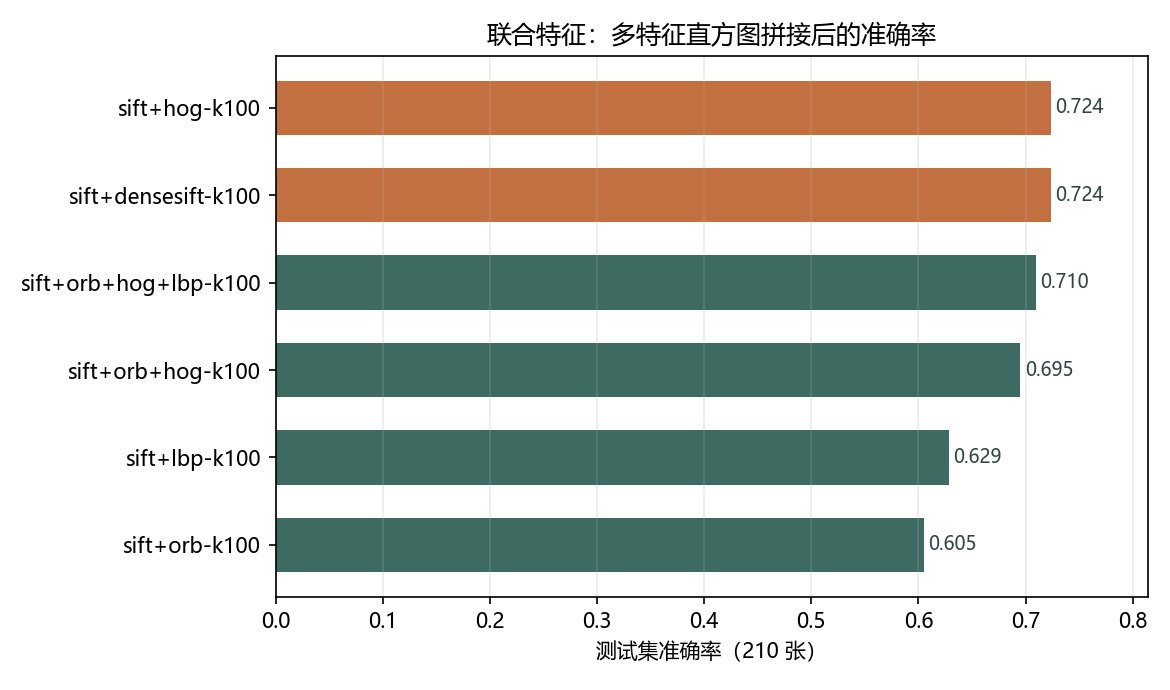 联合特征：多特征直方图拼接后的准确率
sift+hog-k100
0.724
sift+densesift-k100
0.724
sift+orb+hog+lbp-k100
0.710
sift+orb+hog-k100
0.695
sift+lbp-k100
0.629
sift+orb-k100
0.605
0.0 0.1 0.2 0.3 0.4 0.5 0.6 0.7 0.8
测试集准确率（210 张）